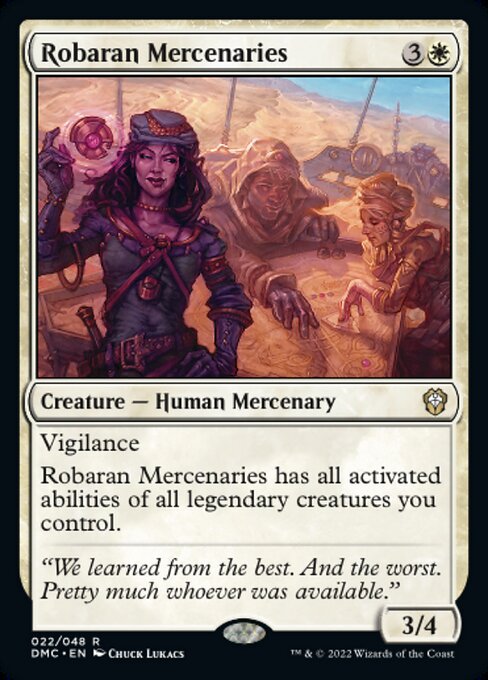 Robaran Mercenaries 3
Creature — Human Mercenary
Vigilance
Robaran Mercenaries has all activated
abilities of all legendary creatures you
control.
“We learned from the best. And the worst.
Pretty much whoever was available.”
3/4
022/048 R
DMC • EN Chuck Lukacs
™ & © 2022 Wizards of the Coast